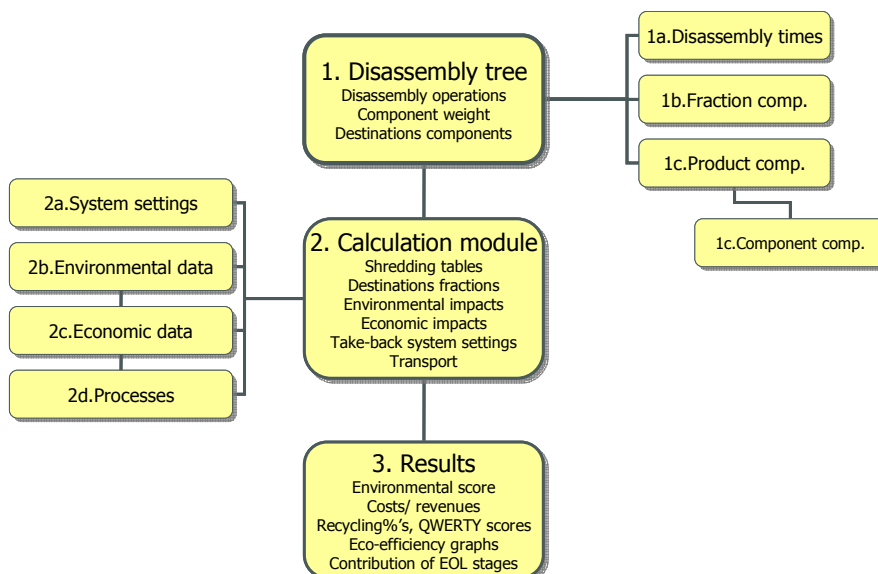 1. Disassembly tree
Disassembly operations
Component weight
Destinations components
1a.Disassembly times
1b.Fraction comp.
1c.Product comp.
1c.Component comp.
2a.System settings
2b.Environmental data
2c.Economic data
2d.Processes
2. Calculation module
Shredding tables
Destinations fractions
Environmental impacts
Economic impacts
Take-back system settings
Transport
3. Results
Environmental score
Costs/ revenues
Recycling%'s, QWERTY scores
Eco-efficiency graphs
Contribution of EOL stages